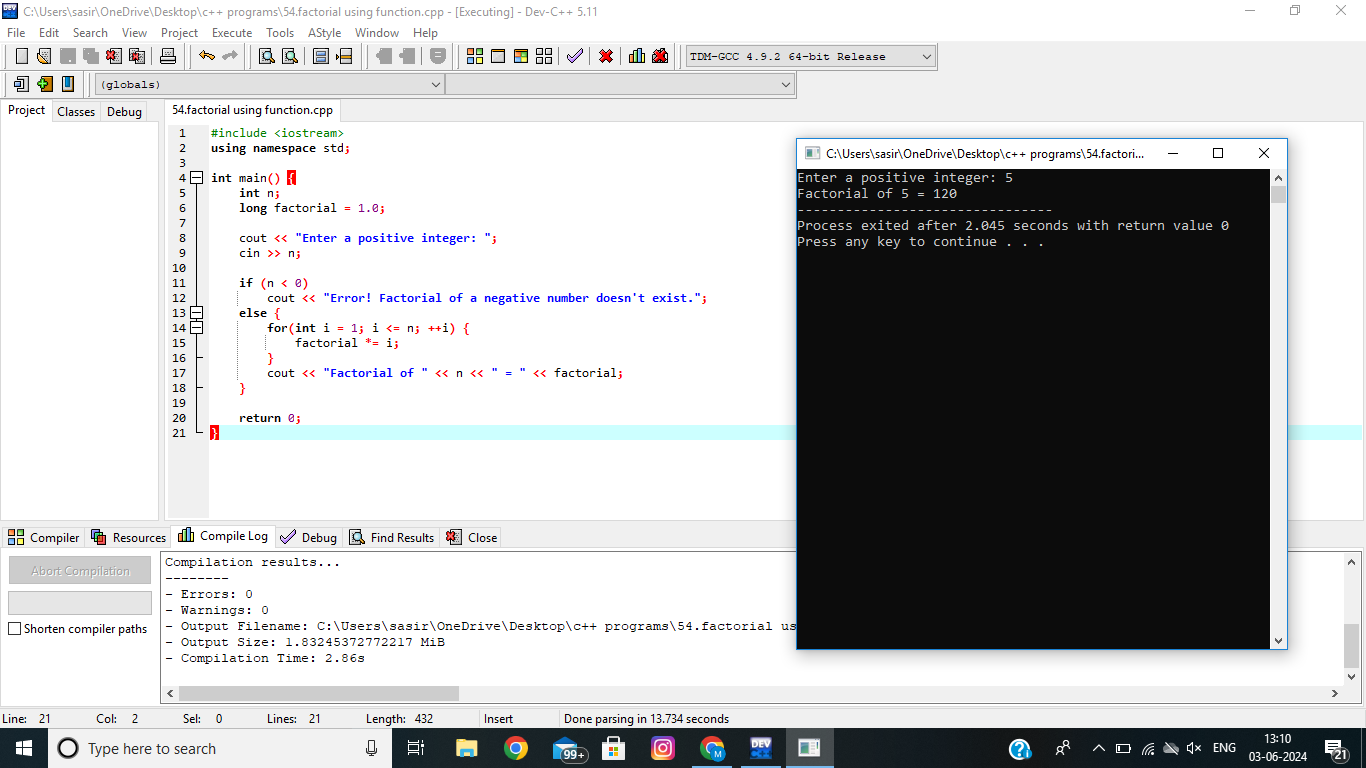 C:\Users\sasir\OneDrive\Desktop\c++ programs\54.factorial using function.cpp - [Executing] - Dev-C++ 5.11
File Edit Search View Project Execute Tools AStyle Window Help
TDM-GCC 4.9.2 64-bit Release
(globals)
Project Classes Debug
54.factorial using function.cpp
1 #include <iostream>
2 using namespace std;
3
4 int main() {
5 int n;
6 long factorial = 1.0;
7
8 cout << "Enter a positive integer: ";
9 cin >> n;
10
11 if (n < 0)
12 cout << "Error! Factorial of a negative number doesn't exist.";
13 else {
14 for(int i = 1; i <= n; ++i) {
15 factorial *= i;
16 }
17 cout << "Factorial of " << n << " = " << factorial;
18 }
19
20 return 0;
21 }
C:\Users\sasir\OneDrive\Desktop\c++ programs\54.factori...
Enter a positive integer: 5
Factorial of 5 = 120
--------------------------------
Process exited after 2.045 seconds with return value 0
Press any key to continue . . .
Compiler Resources Compile Log Debug Find Results Close
Abort Compilation
Shorten compiler paths
Compilation results...
--------
- Errors: 0
- Warnings: 0
- Output Filename: C:\Users\sasir\OneDrive\Desktop\c++ programs\54.factorial us
- Output Size: 1.83245372772217 MiB
- Compilation Time: 2.86s
Line: 21 Col: 2 Sel: 0 Lines: 21 Length: 432 Insert Done parsing in 13.734 seconds
Type here to search
99+
M
DEV
ENG
13:10
03-06-2024
21